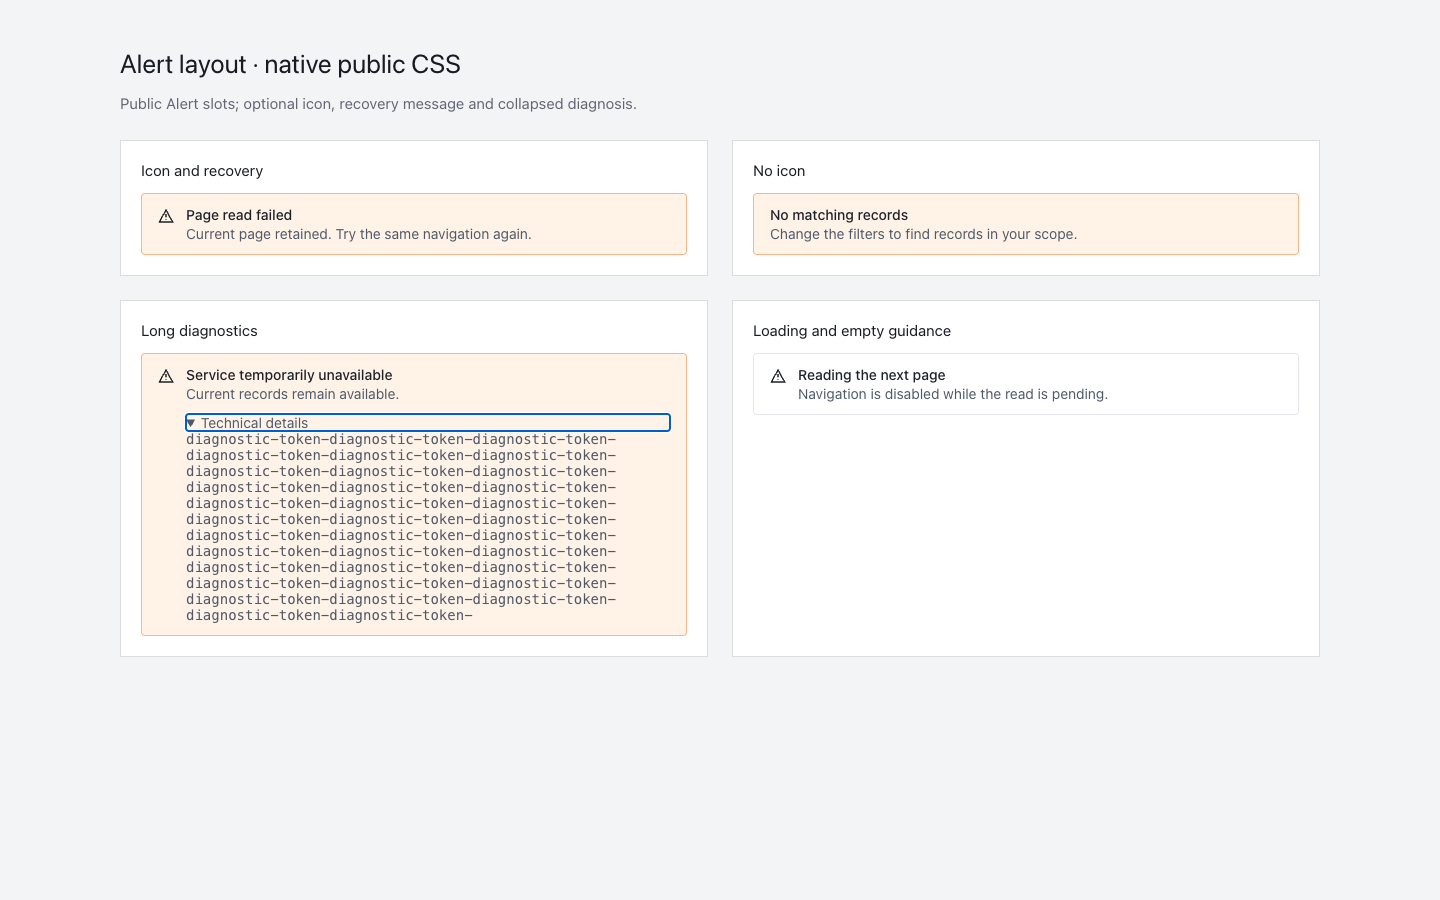 Alert layout · native public CSS
Public Alert slots; optional icon, recovery message and collapsed diagnosis.
Icon and recovery
Page read failed
Current page retained. Try the same navigation again.
No icon
No matching records
Change the filters to find records in your scope.
Long diagnostics
Service temporarily unavailable
Current records remain available.
Technical details
diagnostic-token-diagnostic-token-diagnostic-token-
diagnostic-token-diagnostic-token-diagnostic-token-
diagnostic-token-diagnostic-token-diagnostic-token-
diagnostic-token-diagnostic-token-diagnostic-token-
diagnostic-token-diagnostic-token-diagnostic-token-
diagnostic-token-diagnostic-token-diagnostic-token-
diagnostic-token-diagnostic-token-diagnostic-token-
diagnostic-token-diagnostic-token-diagnostic-token-
diagnostic-token-diagnostic-token-diagnostic-token-
diagnostic-token-diagnostic-token-diagnostic-token-
diagnostic-token-diagnostic-token-diagnostic-token-
diagnostic-token-diagnostic-token-
Loading and empty guidance
Reading the next page
Navigation is disabled while the read is pending.